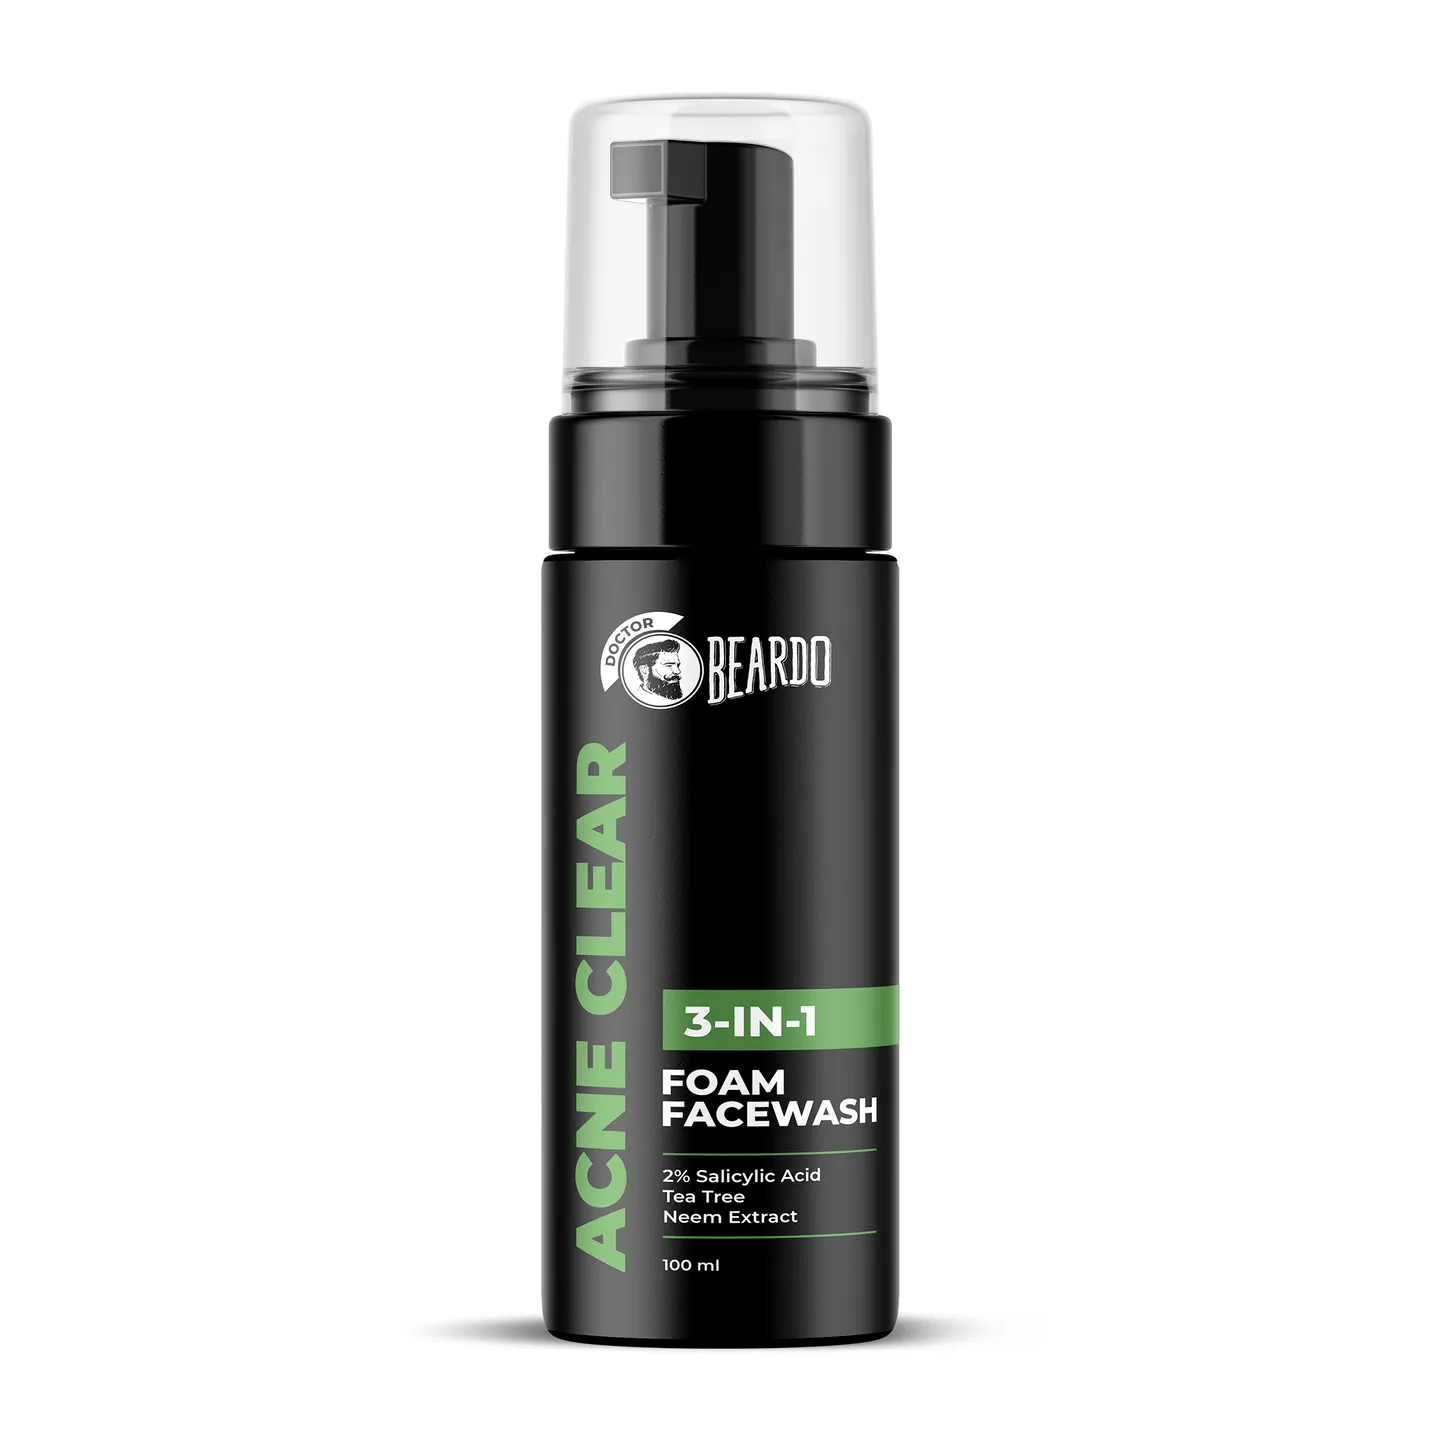 DOCTOR
BEARDO
ACNE CLEAR
3-IN-1
FOAM
FACEWASH
2% Salicylic Acid
Tea Tree
Neem Extract
100 ml